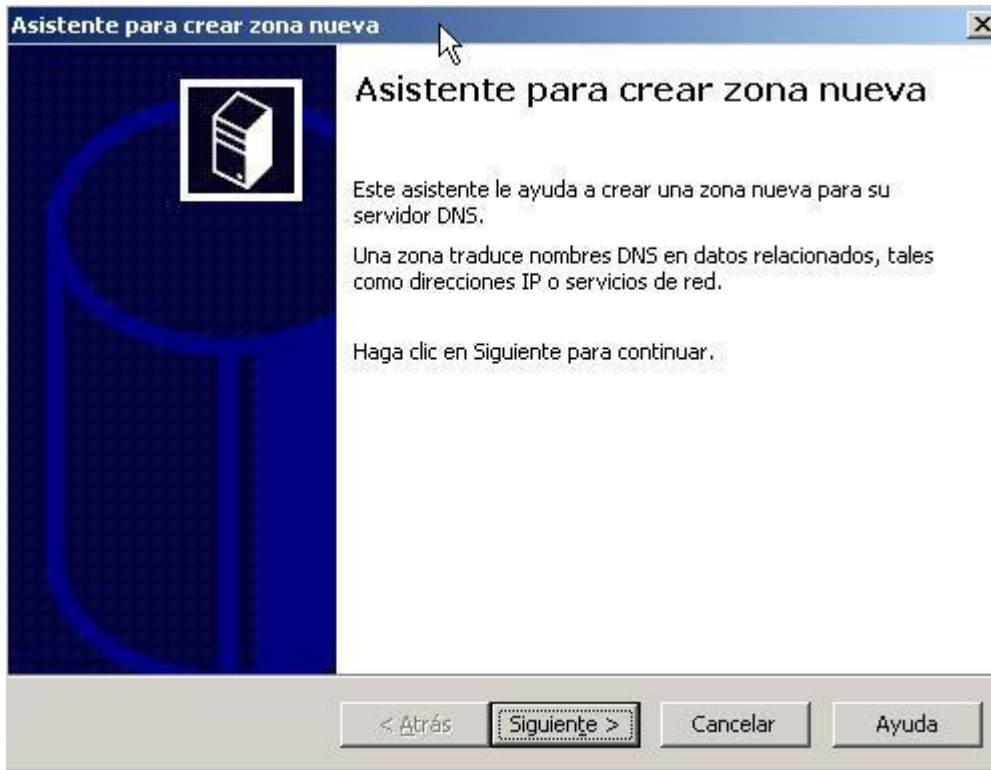 Asistente para crear zona nueva
Asistente para crear zona nueva
Este asistente le ayuda a crear una zona nueva para su
servidor DNS.
Una zona traduce nombres DNS en datos relacionados, tales
como direcciones IP o servicios de red.
Haga clic en Siguiente para continuar.
< Atrás Siguiente > Cancelar Ayuda